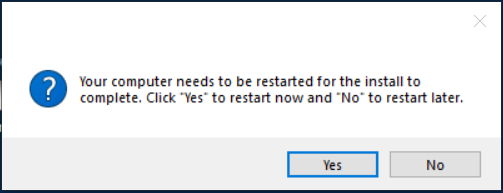 Your computer needs to be restarted for the install to
complete. Click "Yes" to restart now and "No" to restart later.
Yes
No